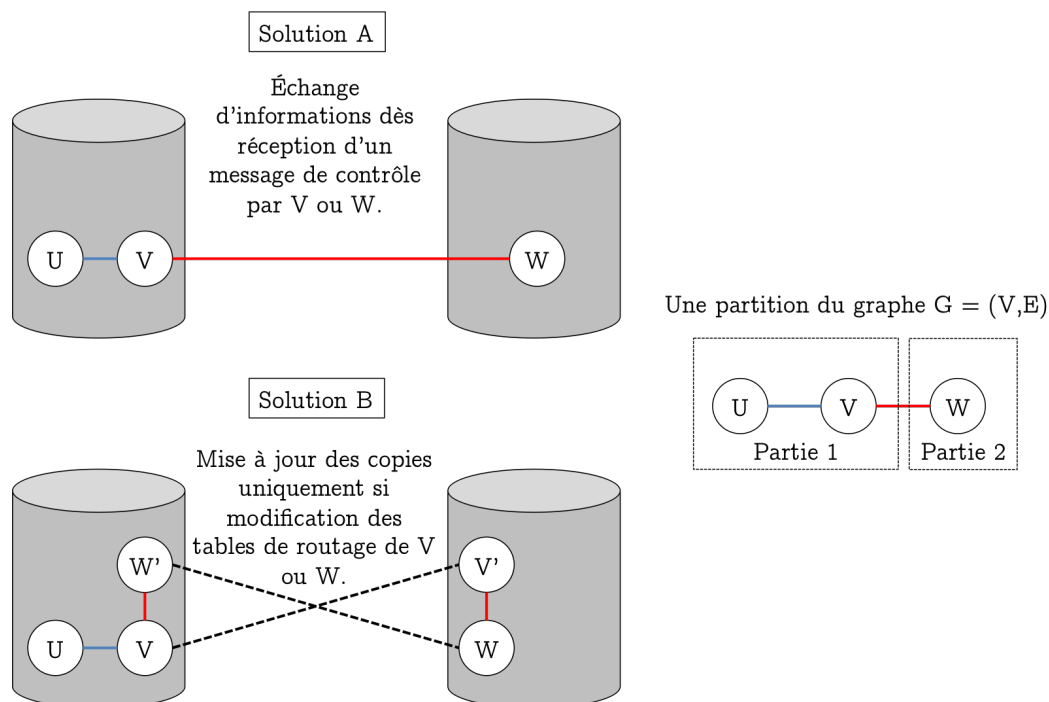 Solution A
Échange
d'informations dès
réception d'un
message de contrôle
par V ou W.
U
V
W
Une partition du graphe G = (V,E)
U
V
W
Partie 1
Partie 2
Solution B
Mise à jour des copies
uniquement si
modification des
tables de routage de V
ou W.
W'
V'
U
V
W